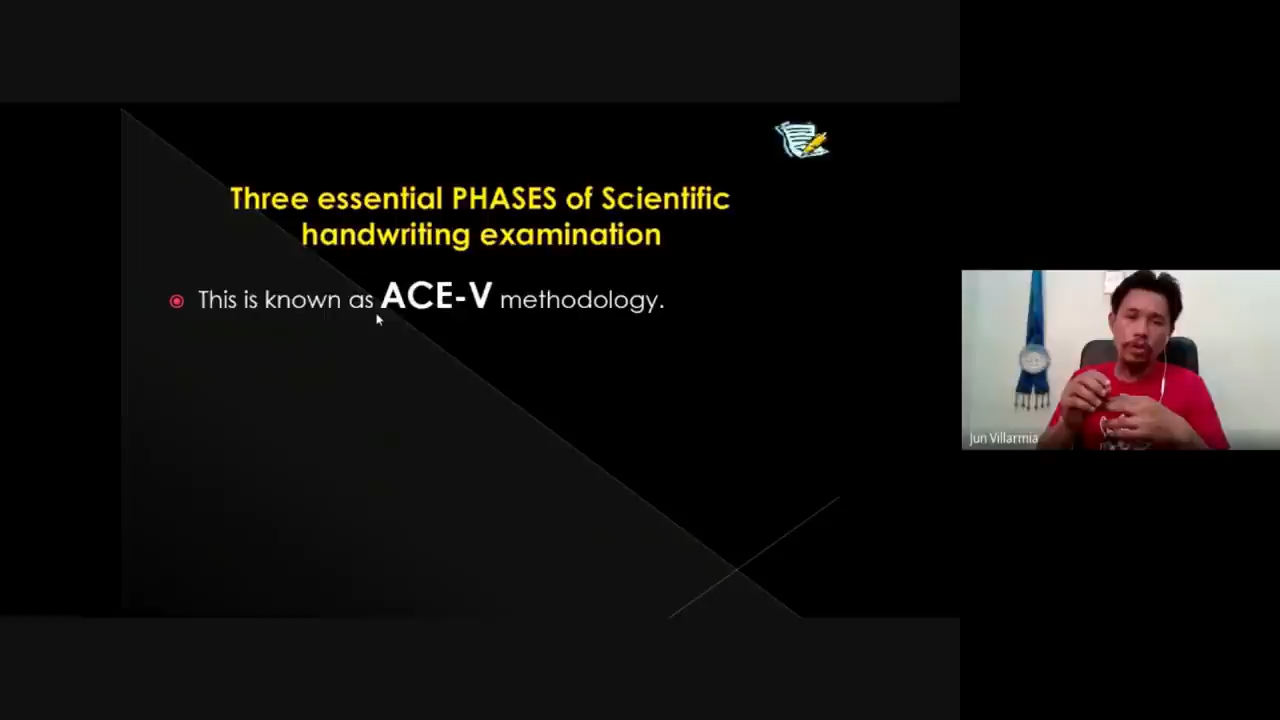 Three essential PHASES of Scientific
handwriting examination
This is known as ACE-V methodology.
Jun Villarmia